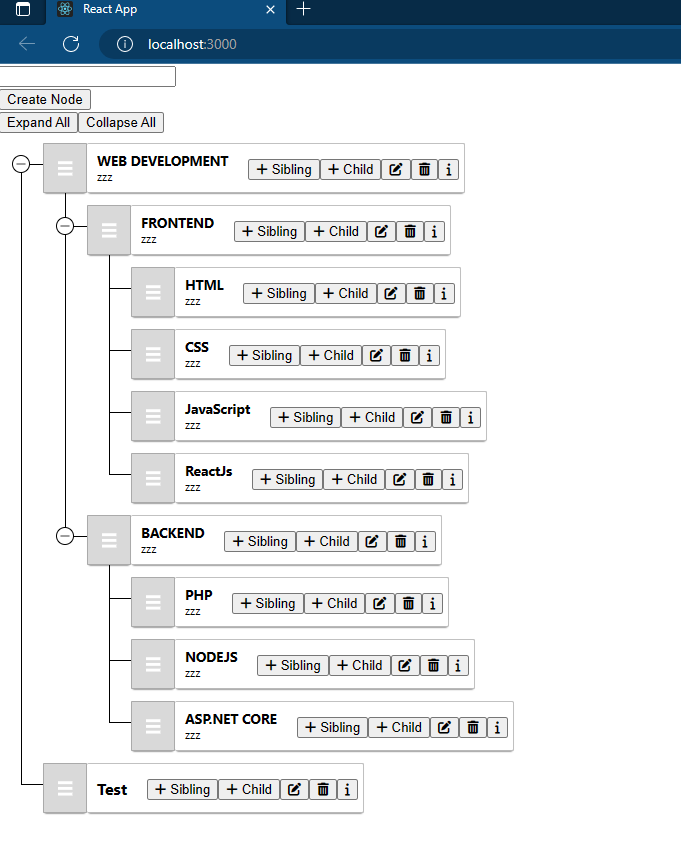 React App
localhost:3000
Create Node
Expand All Collapse All
WEB DEVELOPMENT
zzz
Sibling Child
FRONTEND
zzz
Sibling Child
HTML
zzz
Sibling Child
CSS
zzz
Sibling Child
JavaScript
zzz
Sibling Child
ReactJs
zzz
Sibling Child
BACKEND
zzz
Sibling Child
PHP
zzz
Sibling Child
NODEJS
zzz
Sibling Child
ASP.NET CORE
zzz
Sibling Child
Test
Sibling Child